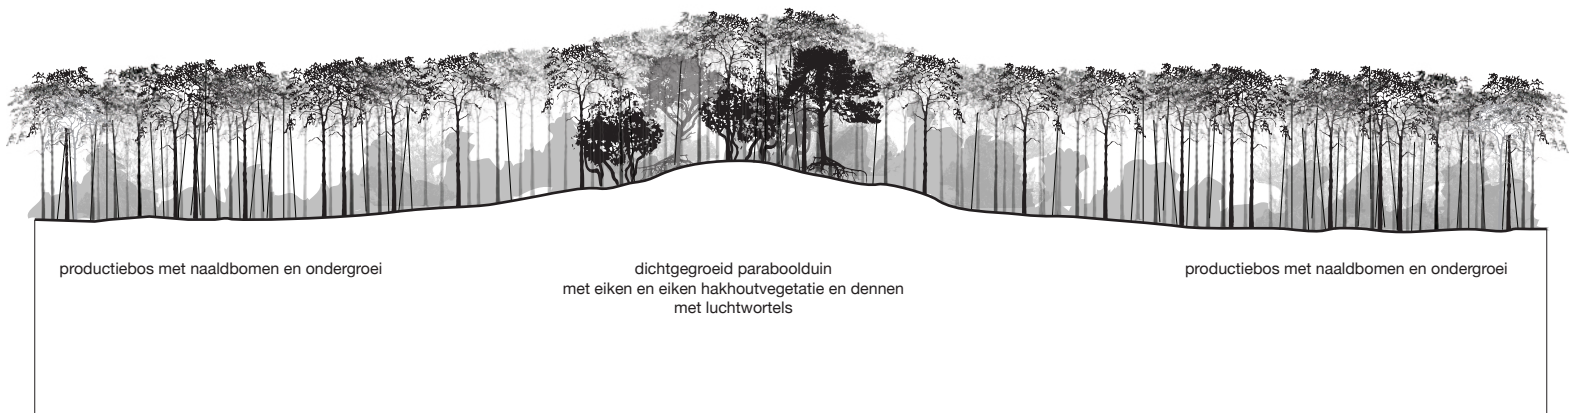 productiebos met naaldbomen en ondergroei
dichtgegroeid paraboolduin
met eiken en eiken hakhoutvegetatie en dennen
met luchtwortels
productiebos met naaldbomen en ondergroei